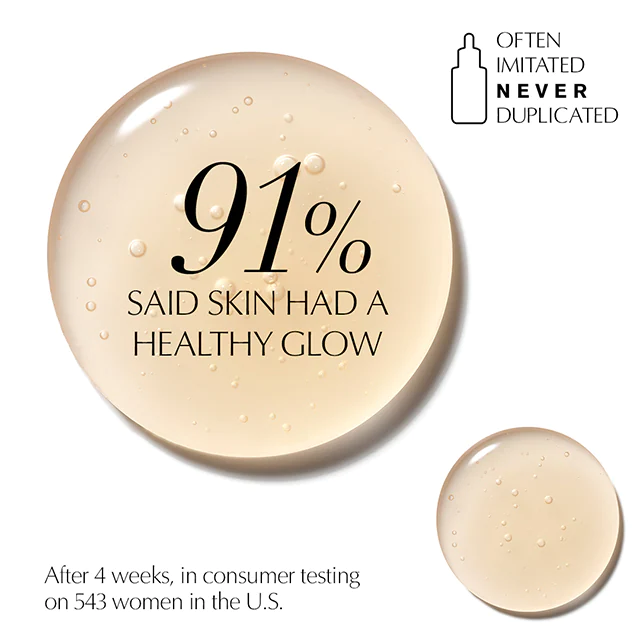 OFTEN
IMITATED
NEVER
DUPLICATED
91%
SAID SKIN HAD A
HEALTHY GLOW
After 4 weeks, in consumer testing
on 543 women in the U.S.